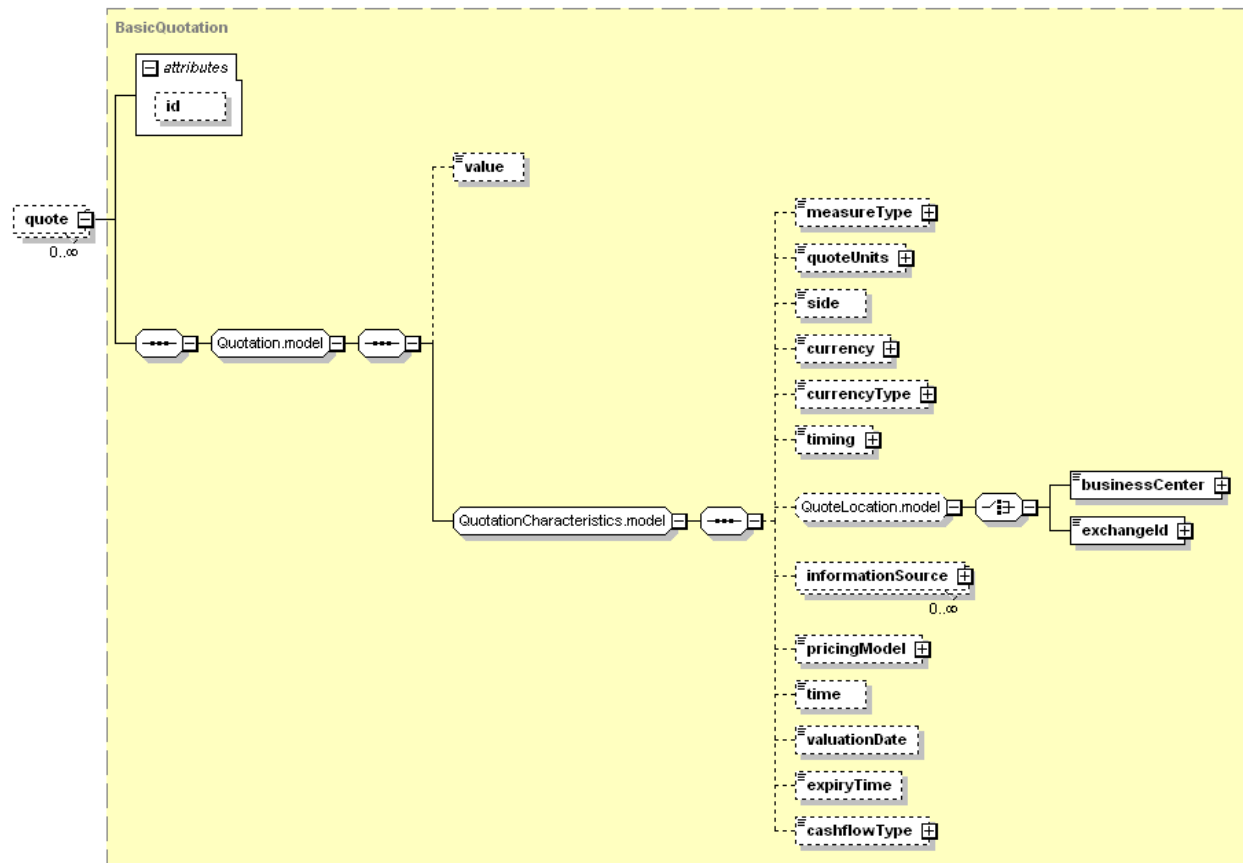 BasicQuotation
attributes
id
value
quote
0..∞
measureType
quoteUnits
side
Quotation.model
currency
currencyType
timing
businessCenter
QuoteLocation.model
QuotationCharacteristics.model
exchangeId
informationSource
0..∞
pricingModel
time
valuationDate
expiryTime
cashflowType